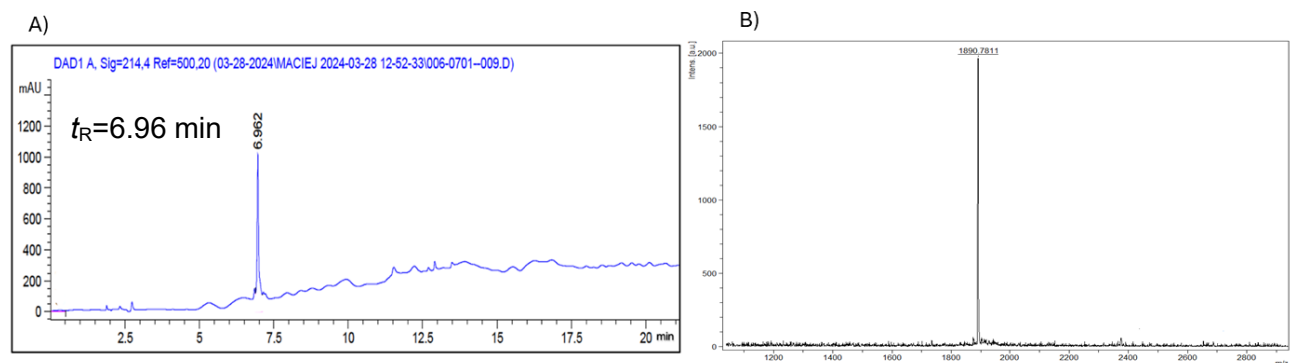 A)
DAD1 A, Sig=214,4 Ref=500,20 (03-28-2024\MACIEJ 2024-03-28 12-52-33\006-0701--009.D)
mAU
1200
1000
800
600
400
200
0
tR=6.96 min
6.962
2.5 5 7.5 10 12.5 15 17.5 20 min
B)
Intens. [a.u.]
2000
1500
1000
500
0
1890.7811
1200 1400 1600 1800 2000 2200 2400 2600 2800